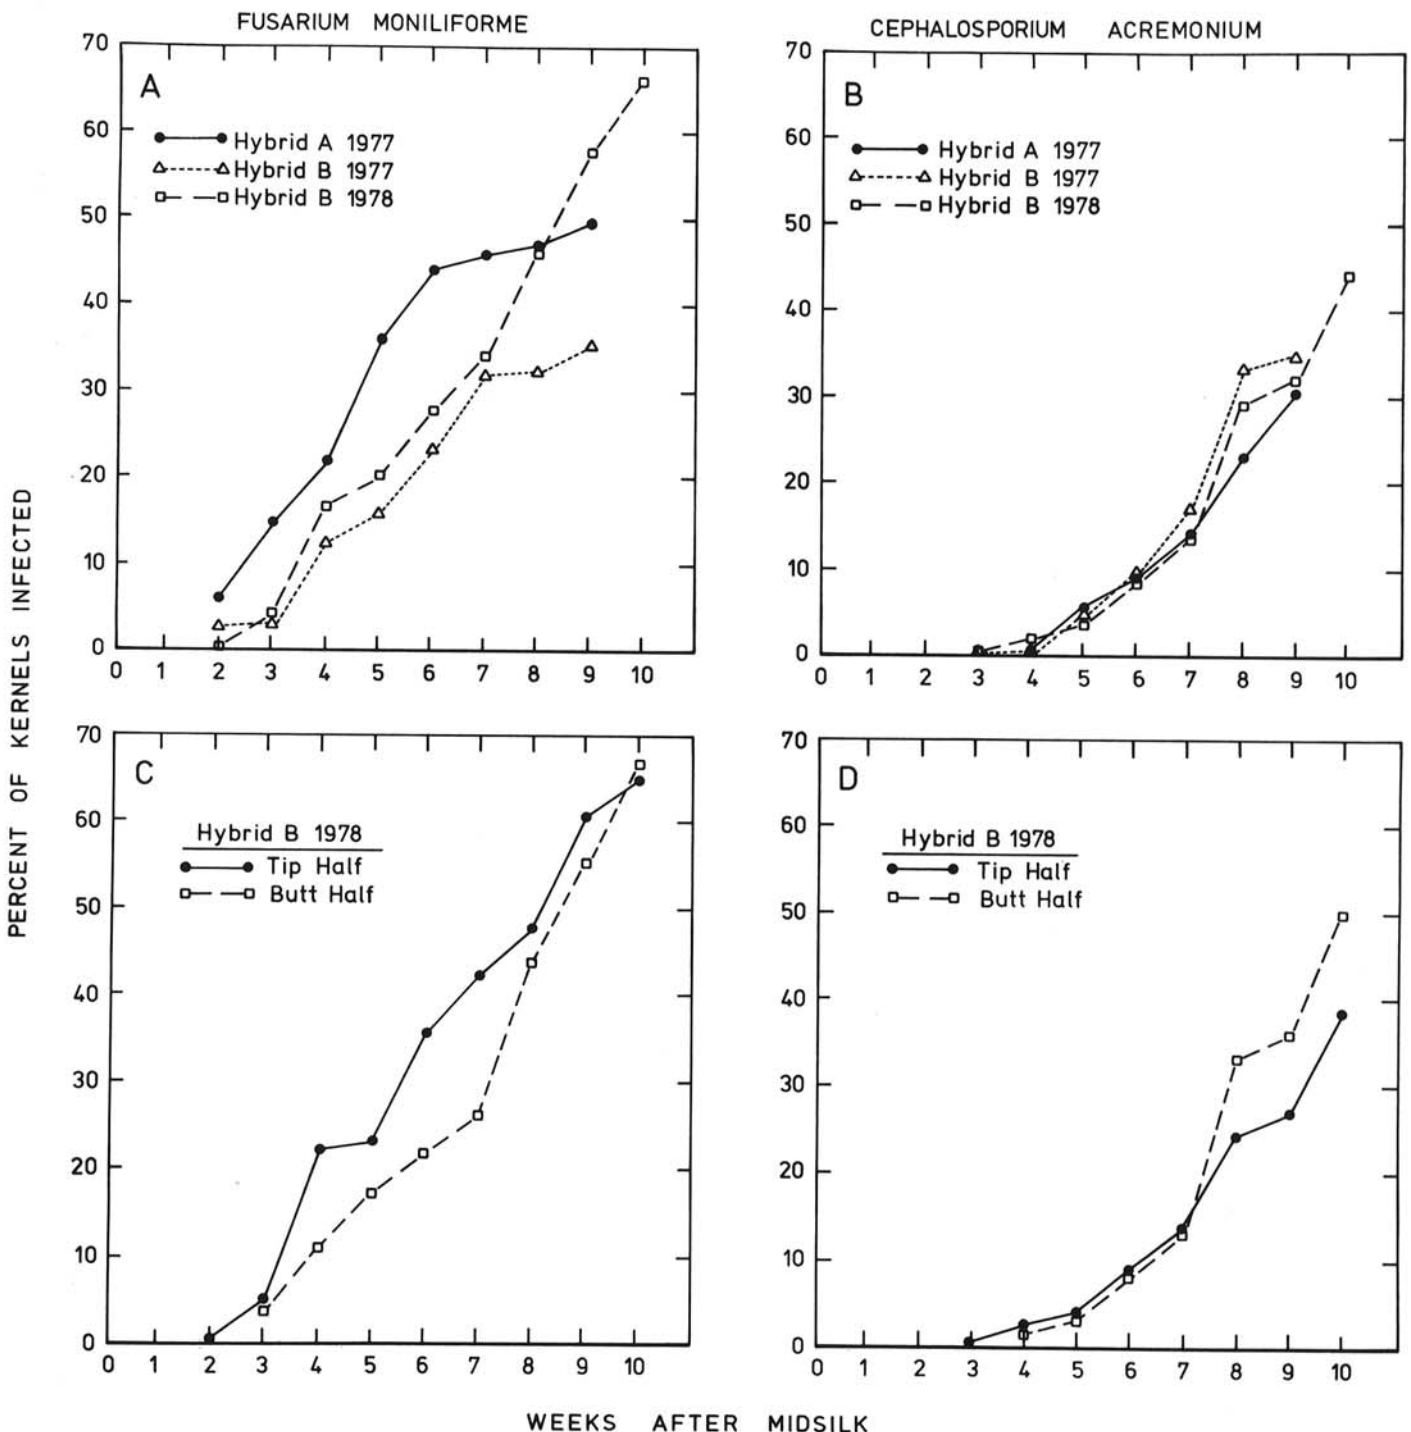 FUSARIUM MONILIFORME
70
60
50
40
30
20
10
0
A
Hybrid A 1977
Hybrid B 1977
Hybrid B 1978
0 1 2 3 4 5 6 7 8 9 10
CEPHALOSPORIUM ACREMONIUM
70
60
50
40
30
20
10
0
B
Hybrid A 1977
Hybrid B 1977
Hybrid B 1978
0 1 2 3 4 5 6 7 8 9 10
PERCENT OF KERNELS INFECTED
70
60
50
40
30
20
10
0
C
Hybrid B 1978
Tip Half
Butt Half
0 1 2 3 4 5 6 7 8 9 10
70
60
50
40
30
20
10
0
D
Hybrid B 1978
Tip Half
Butt Half
0 1 2 3 4 5 6 7 8 9 10
WEEKS AFTER MIDSILK